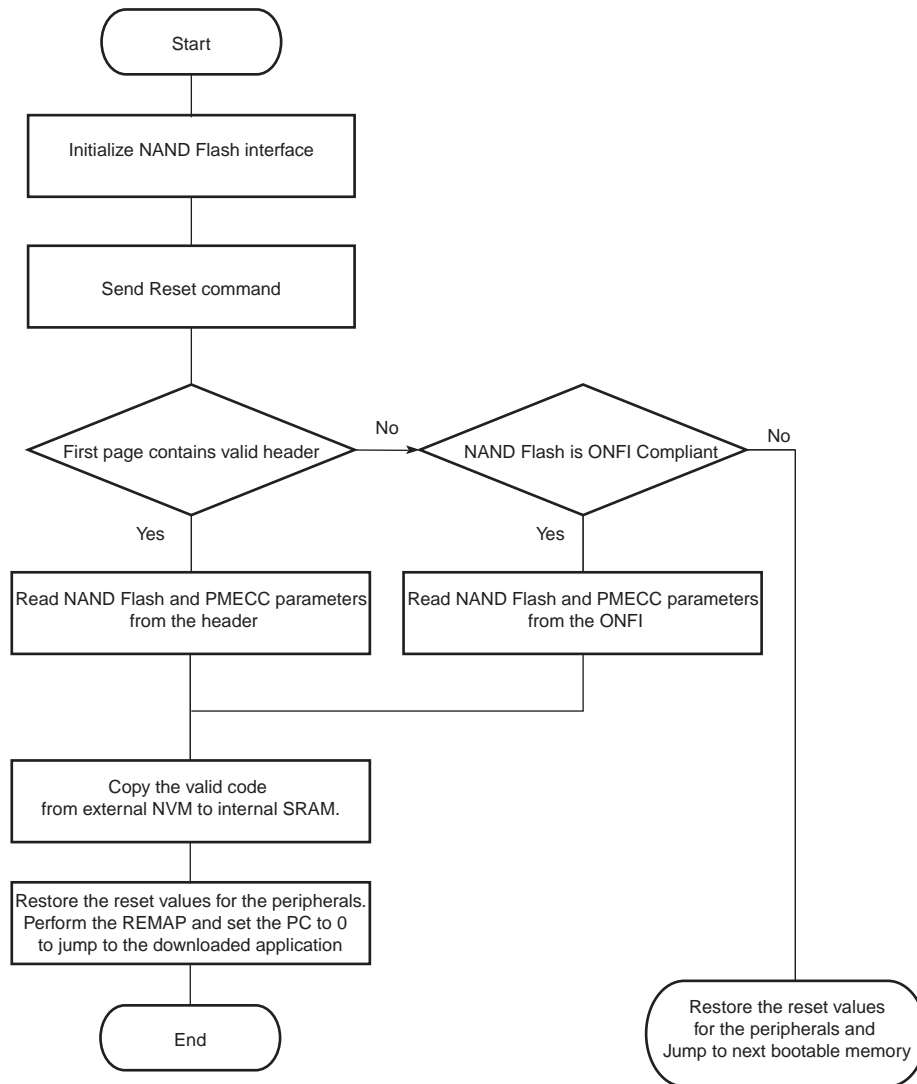 Start
Initialize NAND Flash interface
Send Reset command
First page contains valid header
No
NAND Flash is ONFI Compliant
No
Yes
Yes
Read NAND Flash and PMECC parameters
from the header
Read NAND Flash and PMECC parameters
from the ONFI
Copy the valid code
from external NVM to internal SRAM.
Restore the reset values for the peripherals.
Perform the REMAP and set the PC to 0
to jump to the downloaded application
End
Restore the reset values
for the peripherals and
Jump to next bootable memory